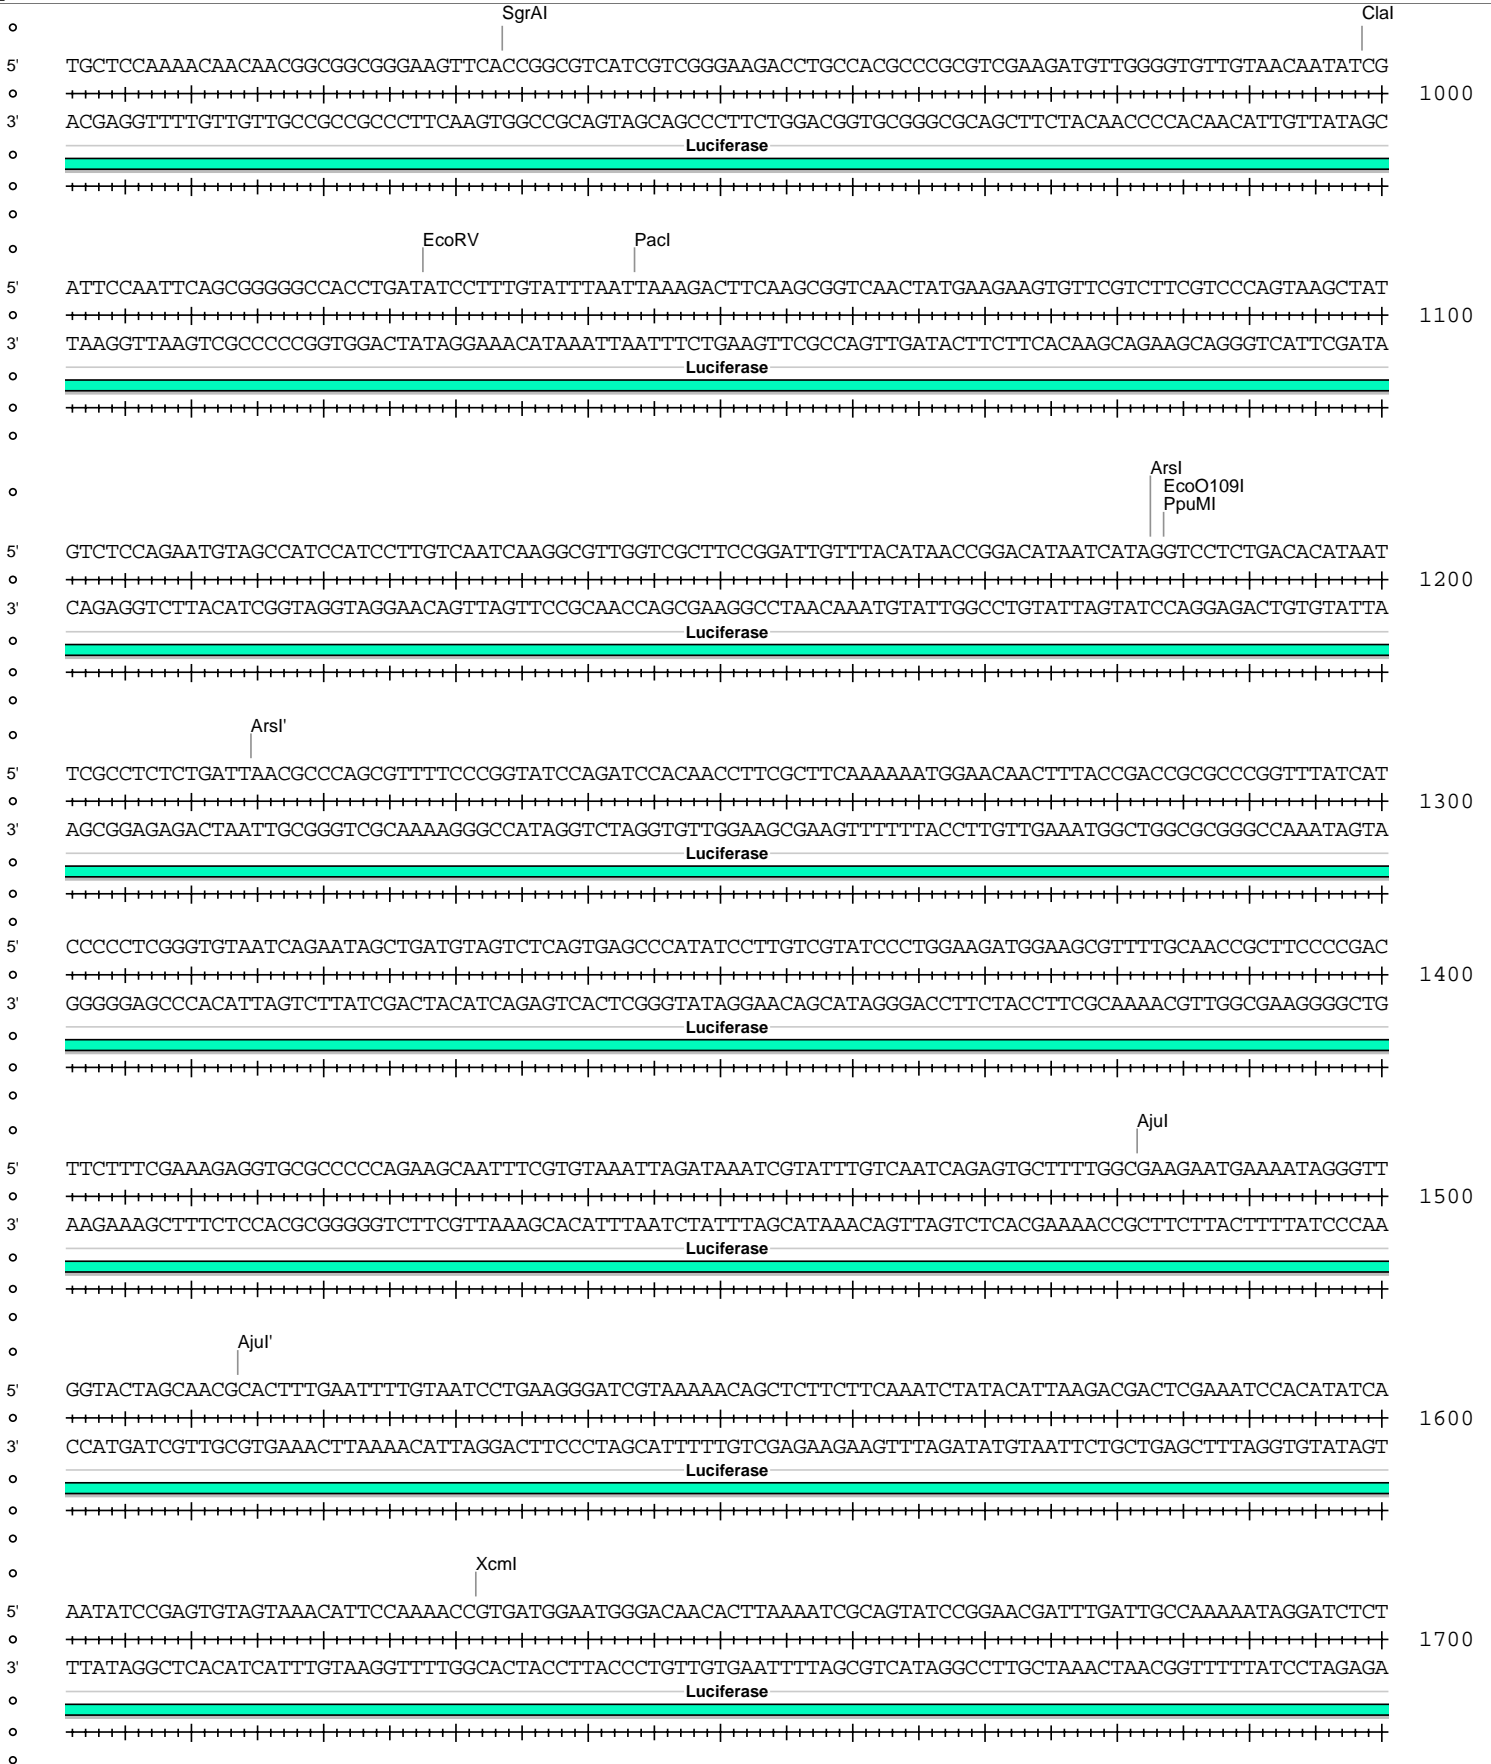 SgrAI ClaI
5' TGCTCCAAAACAACAACGGCGGCGGGAAGTTCACCGGCGTCATCGTCGGGAAGACCTGCCACGCCCGCGTCGAAGATGTTGGGGTGTTGTAACAATATCG
1000
3' ACGAGGTTTTGTTGTTGCCGCCGCCCTTCAAGTGGCCGCAGTAGCAGCCCTTCTGGACGGTGCGGGCGCAGCTTCTACAACCCCACAACATTGTTATAGC
Luciferase
EcoRV PacI
5' ATTCCAATTCAGCGGGGGCCACCTGATATCCTTTGTATTTAATTAAAGACTTCAAGCGGTCAACTATGAAGAAGTGTTCGTCTTCGTCCCAGTAAGCTAT
1100
3' TAAGGTTAAGTCGCCCCCGGTGGACTATAGGAAACATAAATTAATTTCTGAAGTTCGCCAGTTGATACTTCTTCACAAGCAGAAGCAGGGTCATTCGATA
Luciferase
ArsI
EcoO109I
PpuMI
5' GTCTCCAGAATGTAGCCATCCATCCTTGTCAATCAAGGCGTTGGTCGCTTCCGGATTGTTTACATAACCGGACATAATCATAGGTCCTCTGACACATAAT
1200
3' CAGAGGTCTTACATCGGTAGGTAGGAACAGTTAGTTCCGCAACCAGCGAAGGCCTAACAAATGTATTGGCCTGTATTAGTATCCAGGAGACTGTGTATTA
Luciferase
ArsI'
5' TCGCCTCTCTGATTAACGCCCAGCGTTTTCCCGGTATCCAGATCCACAACCTTCGCTTCAAAAAATGGAACAACTTTACCGACCGCGCCCGGTTTATCAT
1300
3' AGCGGAGAGACTAATTGCGGGTCGCAAAAGGGCCATAGGTCTAGGTGTTGGAAGCGAAGTTTTTTACCTTGTTGAAATGGCTGGCGCGGGCCAAATAGTA
Luciferase
5' CCCCCTCGGGTGTAATCAGAATAGCTGATGTAGTCTCAGTGAGCCCATATCCTTGTCGTATCCCTGGAAGATGGAAGCGTTTTGCAACCGCTTCCCCGAC
1400
3' GGGGGAGCCCACATTAGTCTTATCGACTACATCAGAGTCACTCGGGTATAGGAACAGCATAGGGACCTTCTACCTTCGCAAAACGTTGGCGAAGGGGCTG
Luciferase
AjuI
5' TTCTTTCGAAAGAGGTGCGCCCCCAGAAGCAATTTCGTGTAAATTAGATAAATCGTATTTGTCAATCAGAGTGCTTTTGGCGAAGAATGAAAATAGGGTT
1500
3' AAGAAAGCTTTCTCCACGCGGGGGTCTTCGTTAAAGCACATTTAATCTATTTAGCATAAACAGTTAGTCTCACGAAAACCGCTTCTTACTTTTATCCCAA
Luciferase
AjuI'
5' GGTACTAGCAACGCACTTTGAATTTTGTAATCCTGAAGGGATCGTAAAAACAGCTCTTCTTCAAATCTATACATTAAGACGACTCGAAATCCACATATCA
1600
3' CCATGATCGTTGCGTGAAACTTAAAACATTAGGACTTCCCTAGCATTTTTGTCGAGAAGAAGTTTAGATATGTAATTCTGCTGAGCTTTAGGTGTATAGT
Luciferase
XcmI
5' AATATCCGAGTGTAGTAAACATTCCAAAACCGTGATGGAATGGGACAACACTTAAAATCGCAGTATCCGGAACGATTTGATTGCCAAAAATAGGATCTCT
1700
3' TTATAGGCTCACATCATTTGTAAGGTTTTGGCACTACCTTACCCTGTTGTGAATTTTAGCGTCATAGGCCTTGCTAAACTAACGGTTTTTATCCTAGAGA
Luciferase